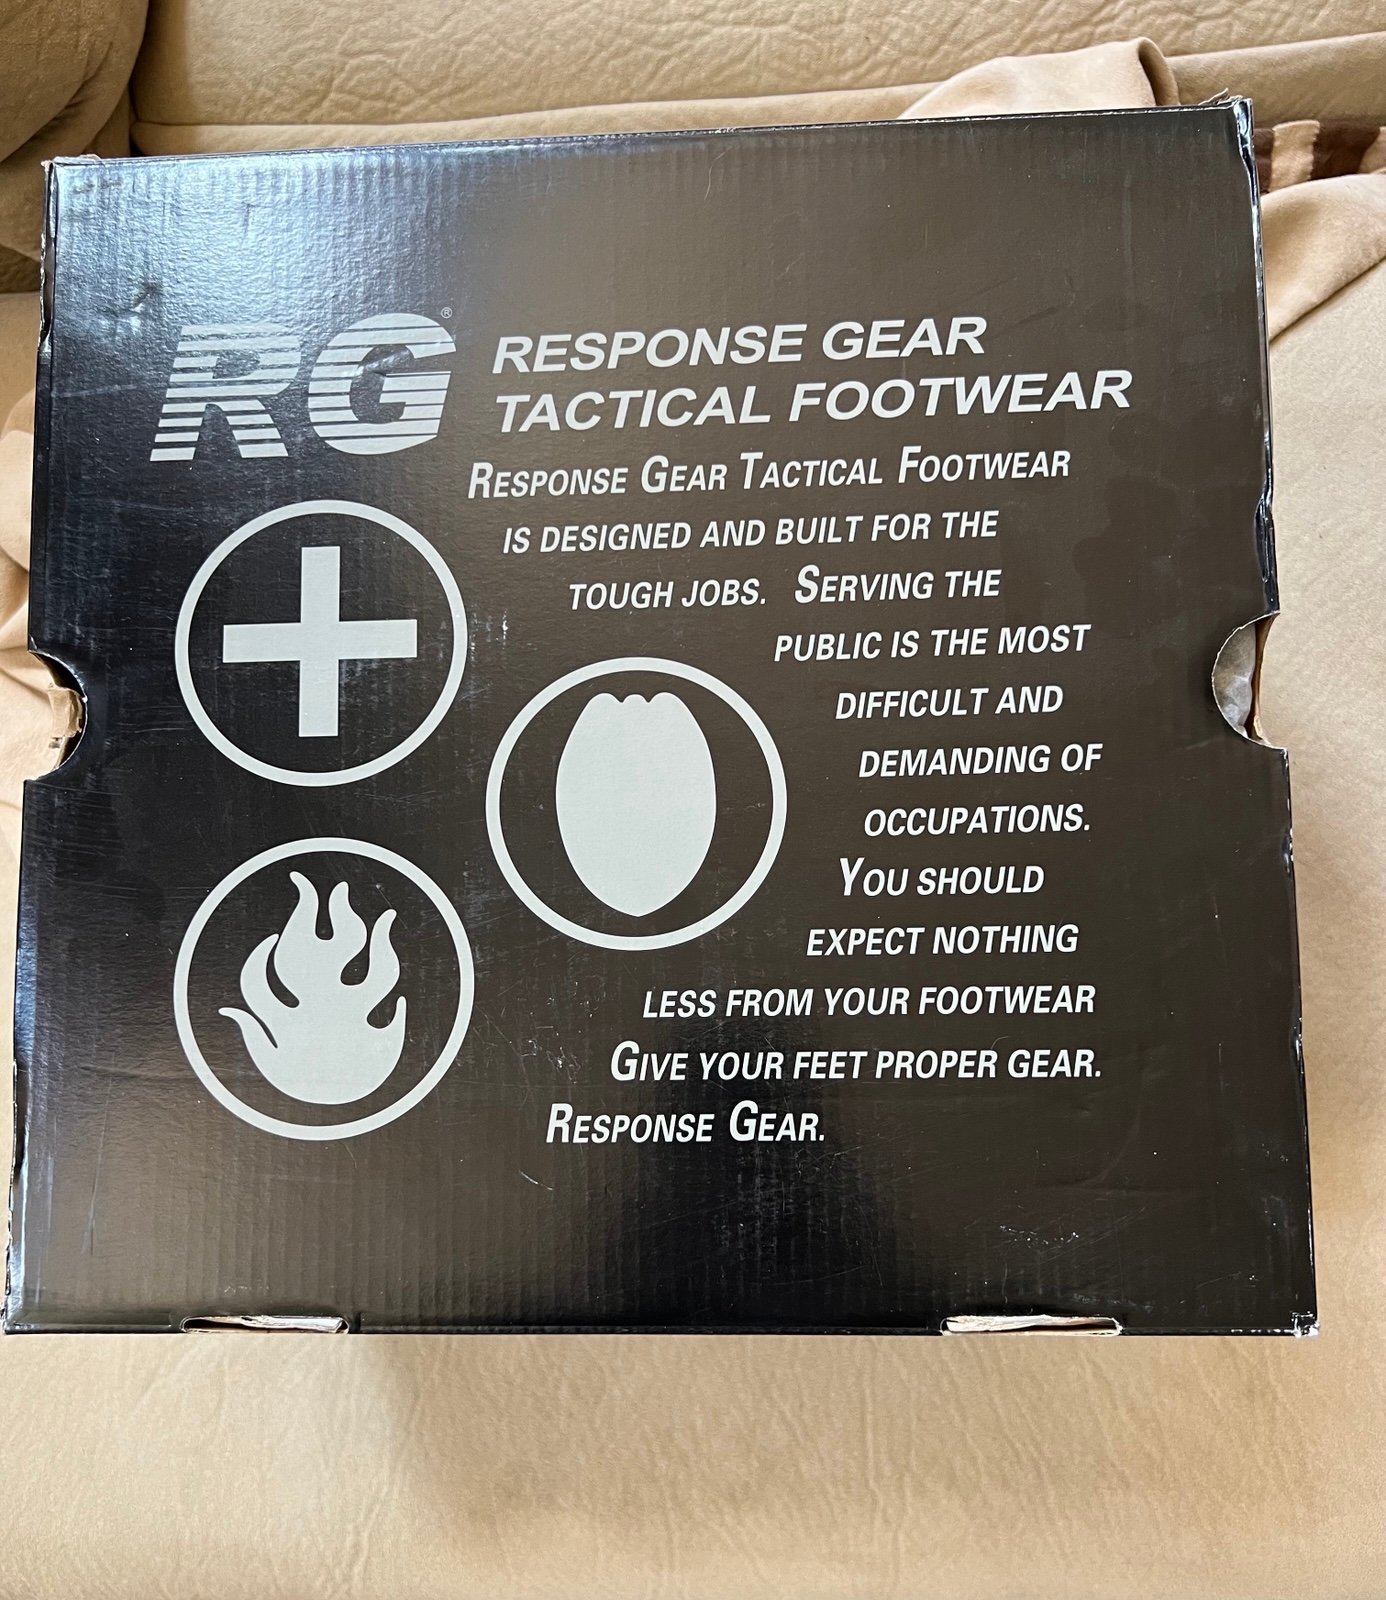 RG®
RESPONSE GEAR
TACTICAL FOOTWEAR
RESPONSE GEAR TACTICAL FOOTWEAR
IS DESIGNED AND BUILT FOR THE
TOUGH JOBS. SERVING THE
PUBLIC IS THE MOST
DIFFICULT AND
DEMANDING OF
OCCUPATIONS.
YOU SHOULD
EXPECT NOTHING
LESS FROM YOUR FOOTWEAR
GIVE YOUR FEET PROPER GEAR.
RESPONSE GEAR.